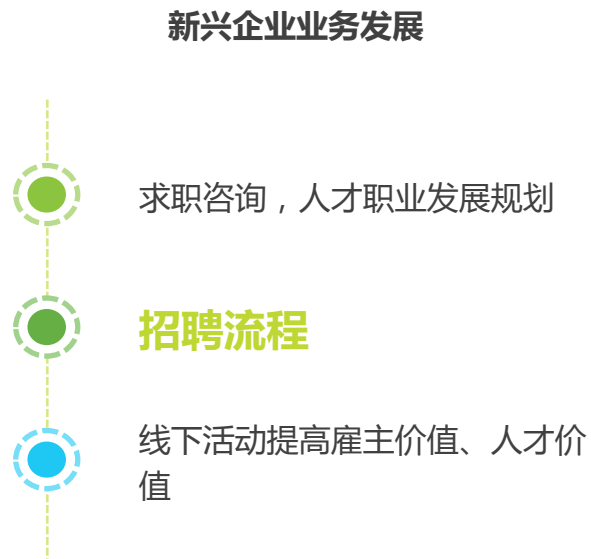 新兴企业业务发展
求职咨询，人才职业发展规划
招聘流程
线下活动提高雇主价值、人才价
值